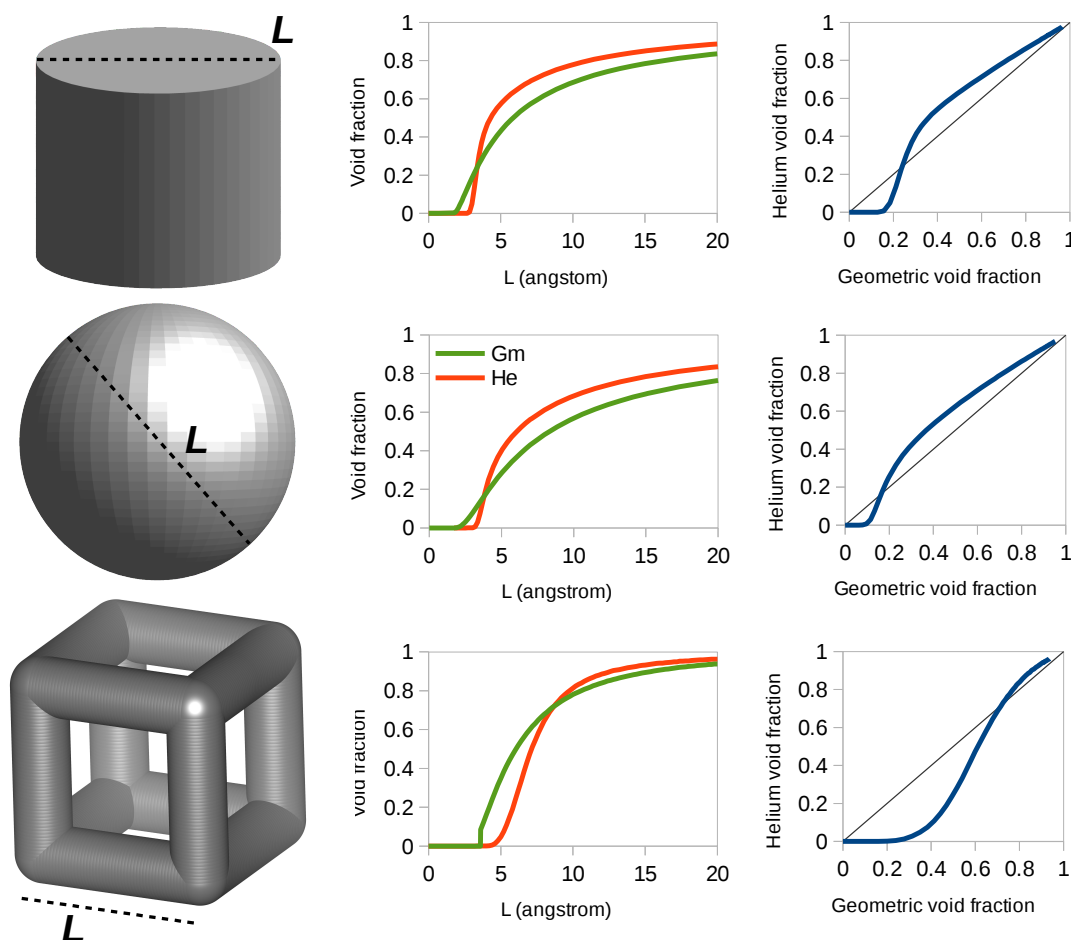 L
Void fraction
1
0.8
0.6
0.4
0.2
0
0 5 10 15 20
L (angstom)
Helium void fraction
1
0.8
0.6
0.4
0.2
0
0 0.2 0.4 0.6 0.8 1
Geometric void fraction
L
Void fraction
1
0.8
0.6
0.4
0.2
0
Gm
He
0 5 10 15 20
L (angstrom)
Helium void fraction
1
0.8
0.6
0.4
0.2
0
0 0.2 0.4 0.6 0.8 1
Geometric void fraction
L
void fraction
1
0.8
0.6
0.4
0.2
0
0 5 10 15 20
L (angstrom)
Helium void fraction
1
0.8
0.6
0.4
0.2
0
0 0.2 0.4 0.6 0.8 1
Geometric void fraction